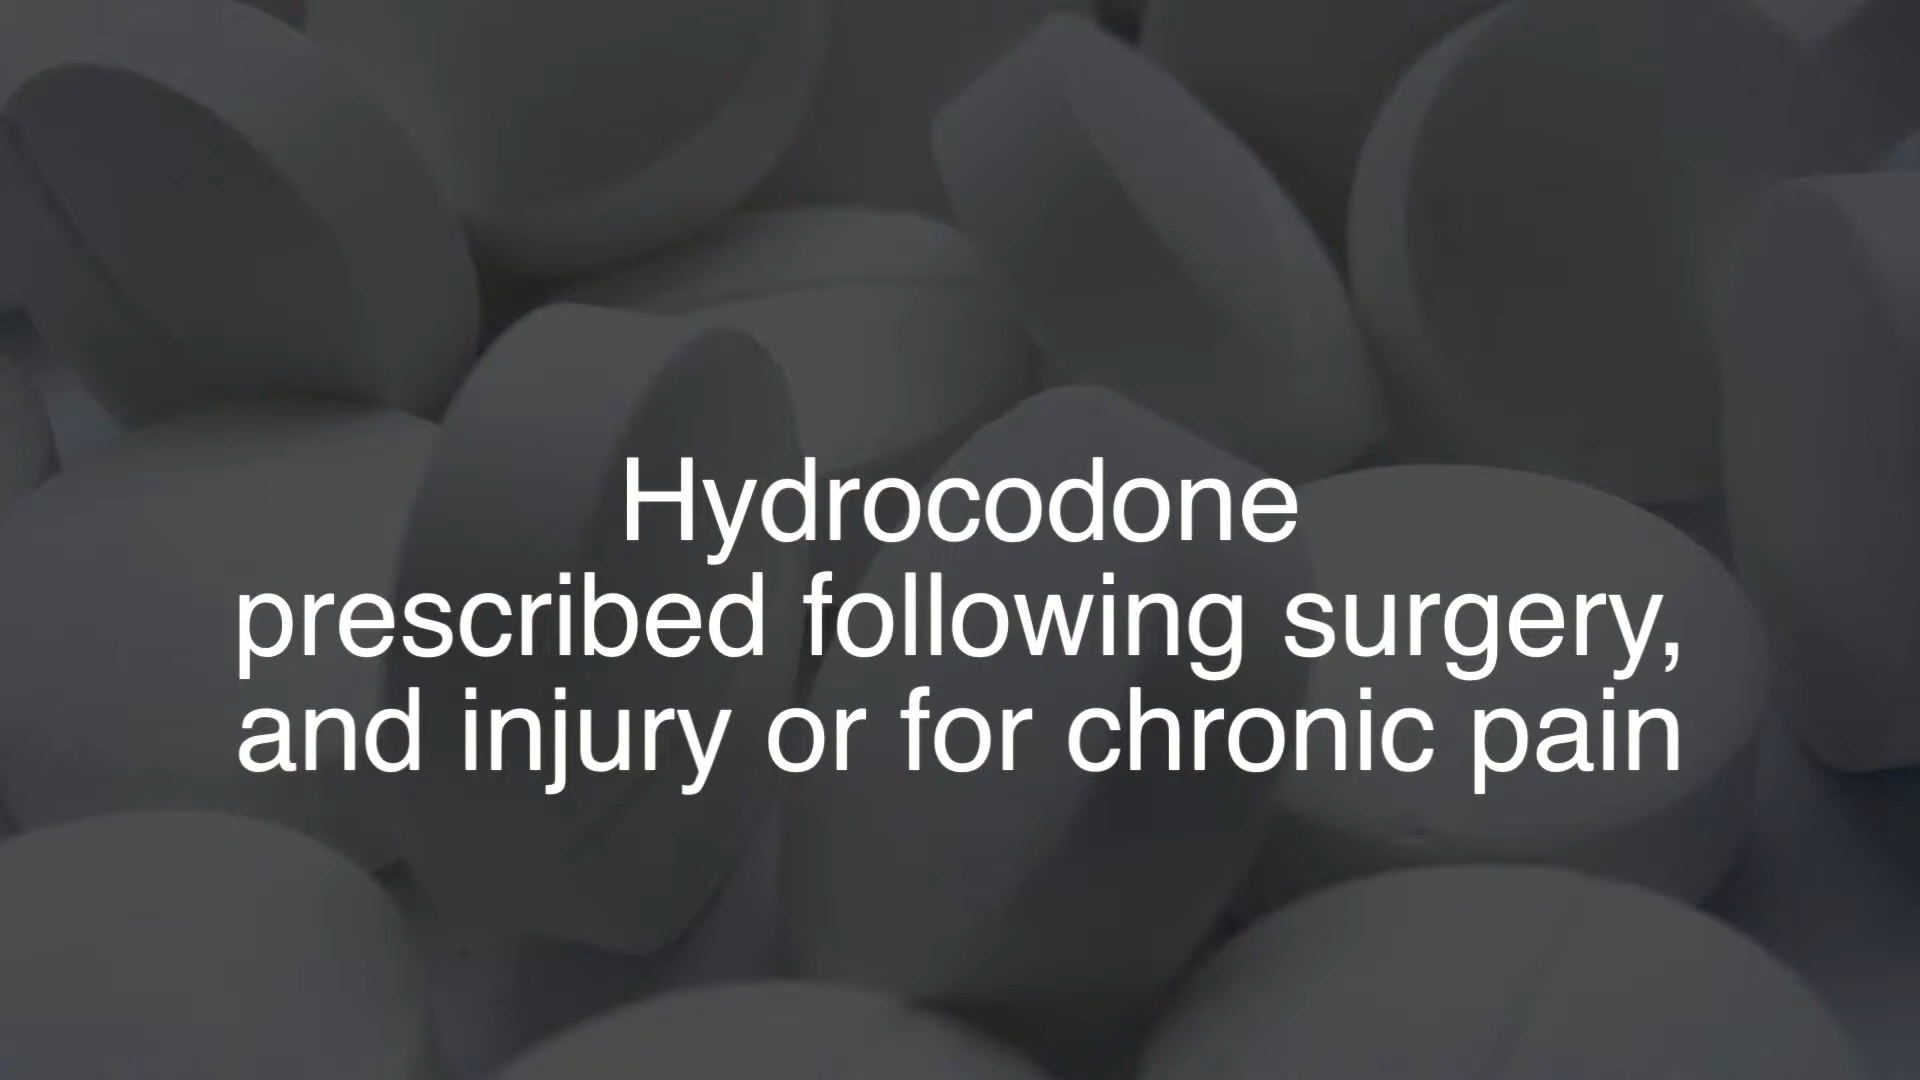 Hydrocodone
prescribed following surgery,
and injury or for chronic pain